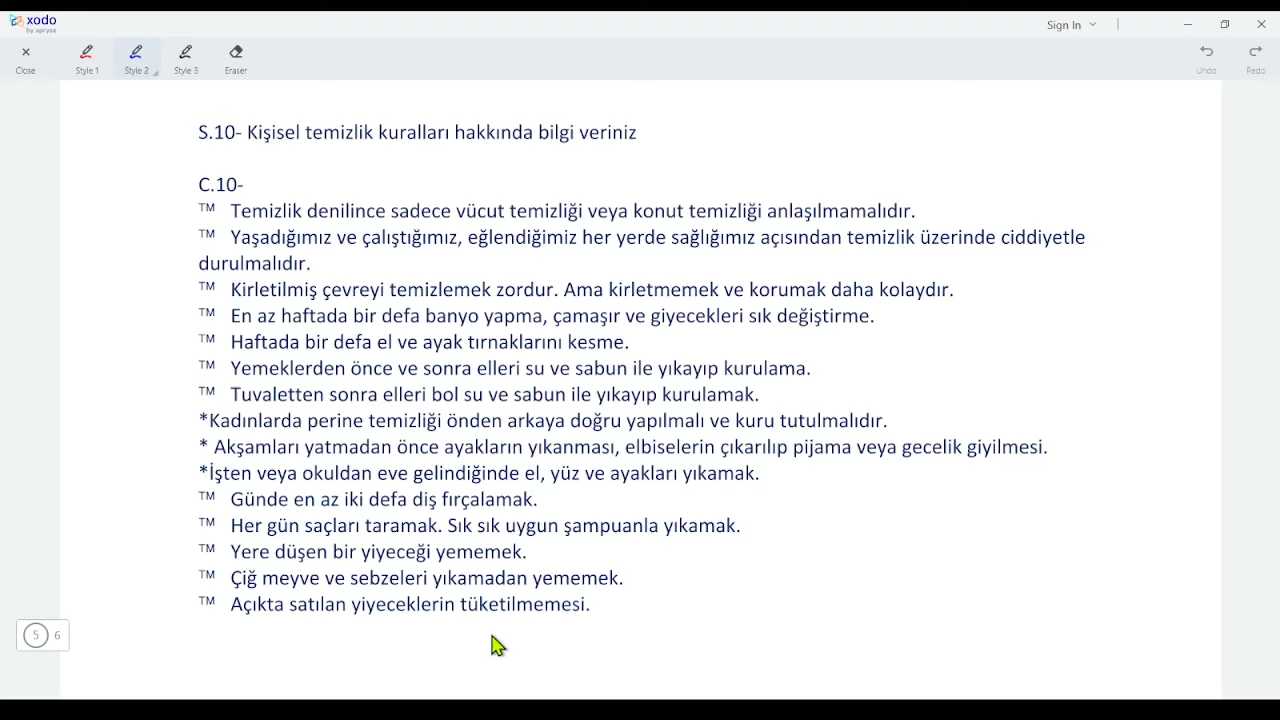 xodo
by apryse
Sign In
Close
Style 1
Style 2
Style 3
Eraser
Undo
Redo
S.10- Kişisel temizlik kuralları hakkında bilgi veriniz
C.10-
™ Temizlik denilince sadece vücut temizliği veya konut temizliği anlaşılmamalıdır.
™ Yaşadığımız ve çalıştığımız, eğlendiğimiz her yerde sağlığımız açısından temizlik üzerinde ciddiyetle
durulmalıdır.
™ Kirletilmiş çevreyi temizlemek zordur. Ama kirletmemek ve korumak daha kolaydır.
™ En az haftada bir defa banyo yapma, çamaşır ve giyecekleri sık değiştirme.
™ Haftada bir defa el ve ayak tırnaklarını kesme.
™ Yemeklerden önce ve sonra elleri su ve sabun ile yıkayıp kurulama.
™ Tuvaletten sonra elleri bol su ve sabun ile yıkayıp kurulamak.
*Kadınlarda perine temizliği önden arkaya doğru yapılmalı ve kuru tutulmalıdır.
* Akşamları yatmadan önce ayakların yıkanması, elbiselerin çıkarılıp pijama veya gecelik giyilmesi.
*İşten veya okuldan eve gelindiğinde el, yüz ve ayakları yıkamak.
™ Günde en az iki defa diş fırçalamak.
™ Her gün saçları taramak. Sık sık uygun şampuanla yıkamak.
™ Yere düşen bir yiyeceği yememek.
™ Çiğ meyve ve sebzeleri yıkamadan yememek.
™ Açıkta satılan yiyeceklerin tüketilmemesi.
5 6